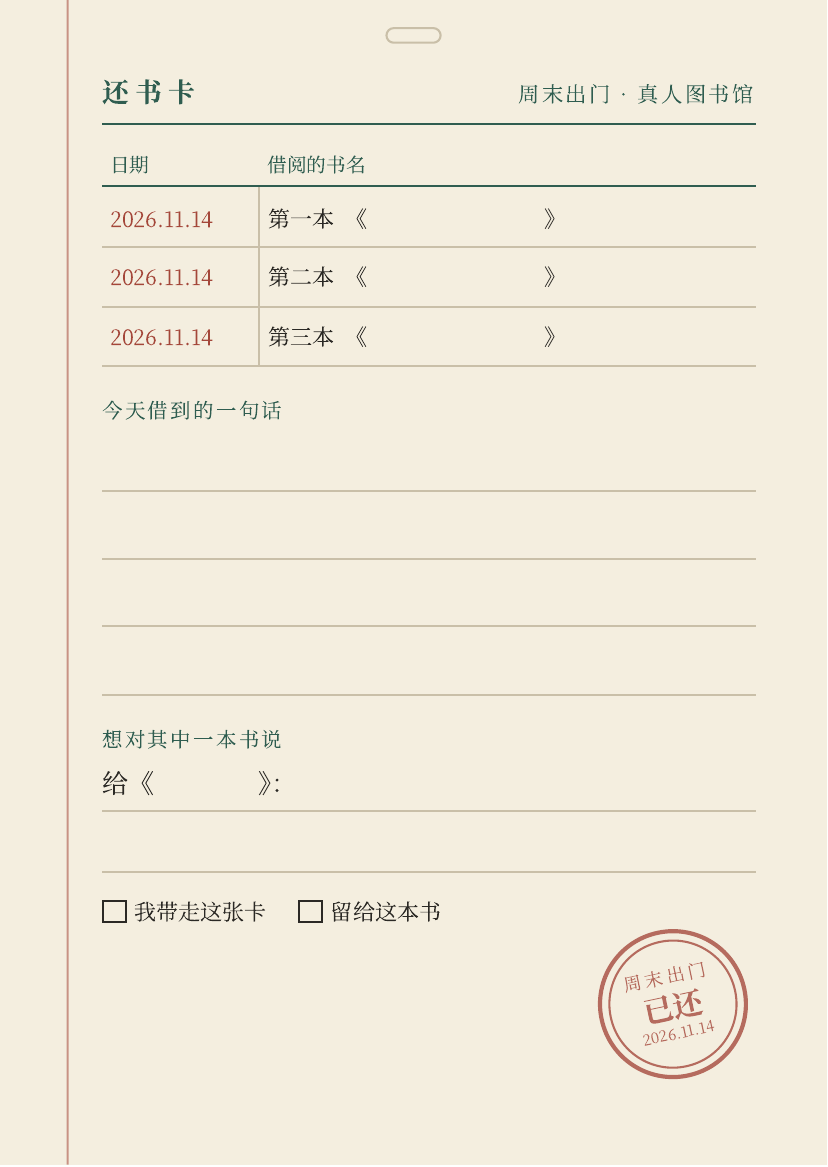 还书卡
周末出门 · 真人图书馆
日期 借阅的书名
2026.11.14 第一本 《 》
2026.11.14 第二本 《 》
2026.11.14 第三本 《 》
今天借到的一句话
想对其中一本书说
给《 》:
我带走这张卡 留给这本书
周末出门
已还
2026.11.14